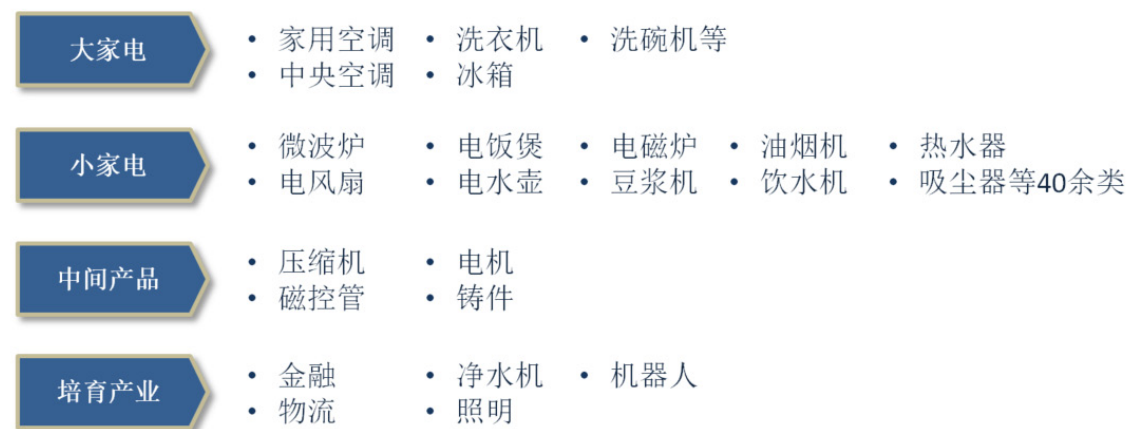 大家电
• 家用空调 • 洗衣机 • 洗碗机等
• 中央空调 • 冰箱
小家电
• 微波炉 • 电饭煲 • 电磁炉 • 油烟机 • 热水器
• 电风扇 • 电水壶 • 豆浆机 • 饮水机 • 吸尘器等40余类
中间产品
• 压缩机 • 电机
• 磁控管 • 铸件
培育产业
• 金融 • 净水机 • 机器人
• 物流 • 照明